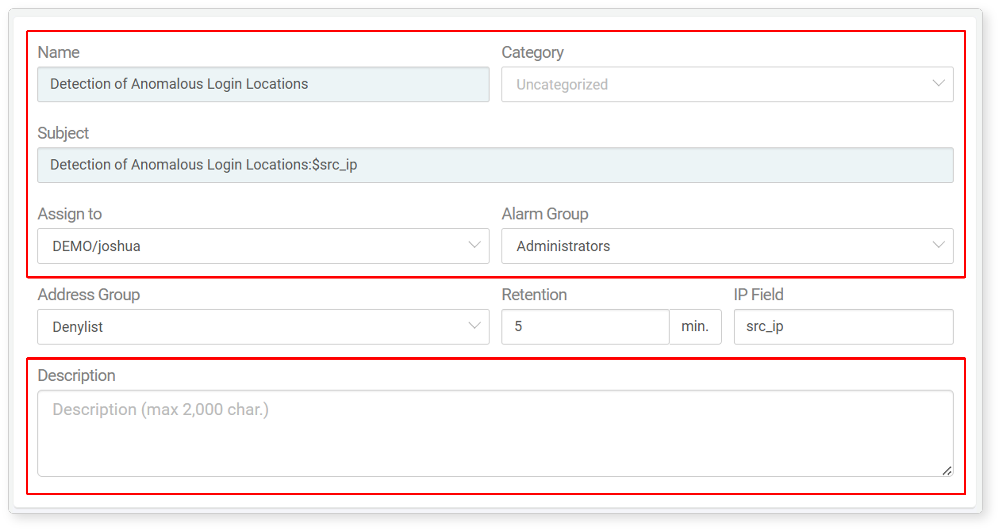 Name Category
Detection of Anomalous Login Locations Uncategorized
Subject
Detection of Anomalous Login Locations:$src_ip
Assign to Alarm Group
DEMO/joshua Administrators
Address Group Retention IP Field
Denylist 5 min. src_ip
Description
Description (max 2,000 char.)